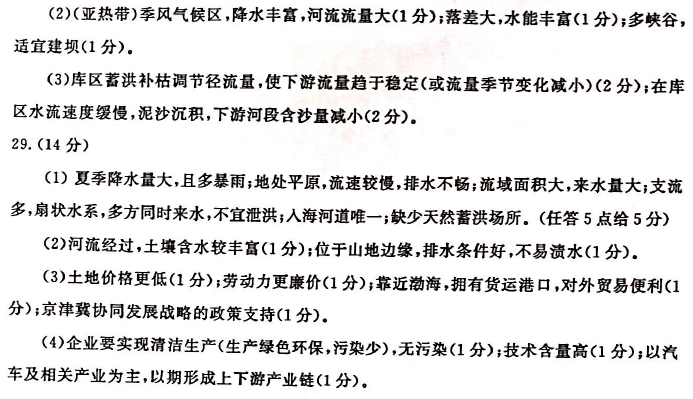 (2)(亚热带)季风气候区,降水丰富,河流流量大(1分);落差大,水能丰富(1分);多峡谷,
适宜建坝(1分)。
(3)库区蓄洪补枯调节径流量,使下游流量趋于稳定(或流量季节变化减小)(2分);在库
区水流速度缓慢,泥沙沉积,下游河段含沙量减小(2分)。
29.(14分)
(1) 夏季降水量大,且多暴雨;地处平原,流速较慢,排水不畅;流域面积大,来水量大;支流
多,扇状水系,多方同时来水,不宜泄洪;入海河道唯一;缺少天然蓄洪场所。(任答5点给5分)
(2)河流经过,土壤含水较丰富(1分);位于山地边缘,排水条件好,不易渍水(1分)。
(3)土地价格更低(1分);劳动力更廉价(1分);靠近渤海,拥有货运港口,对外贸易便利(1
分);京津冀协同发展战略的政策支持(1分)。
(4)企业要实现清洁生产(生产绿色环保,污染少),无污染(1分);技术含量高(1分);以汽
车及相关产业为主,以期形成上下游产业链(1分)。